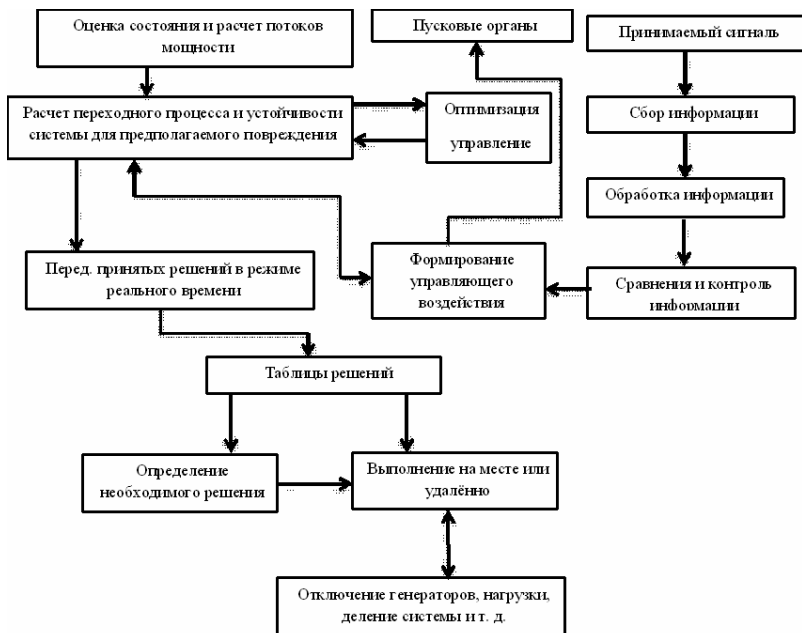 Оценка состояния и расчет потоков
мощности
Пусковые органы
Принимаемый сигналь
Расчет переходного процесса и устойчивости
системы для предполагаемого повреждения
Оптимизация
управление
Сбор информации
Обработка информации
Перед. принятых решений в режиме
реального времени
Формирование
управляющего
воздействия
Сравнения и контроль
информации
Таблицы решений
Определение
необходимого решения
Выполнение на месте или
удалённо
Отключение генераторов, нагрузки,
деление системы и т. д.